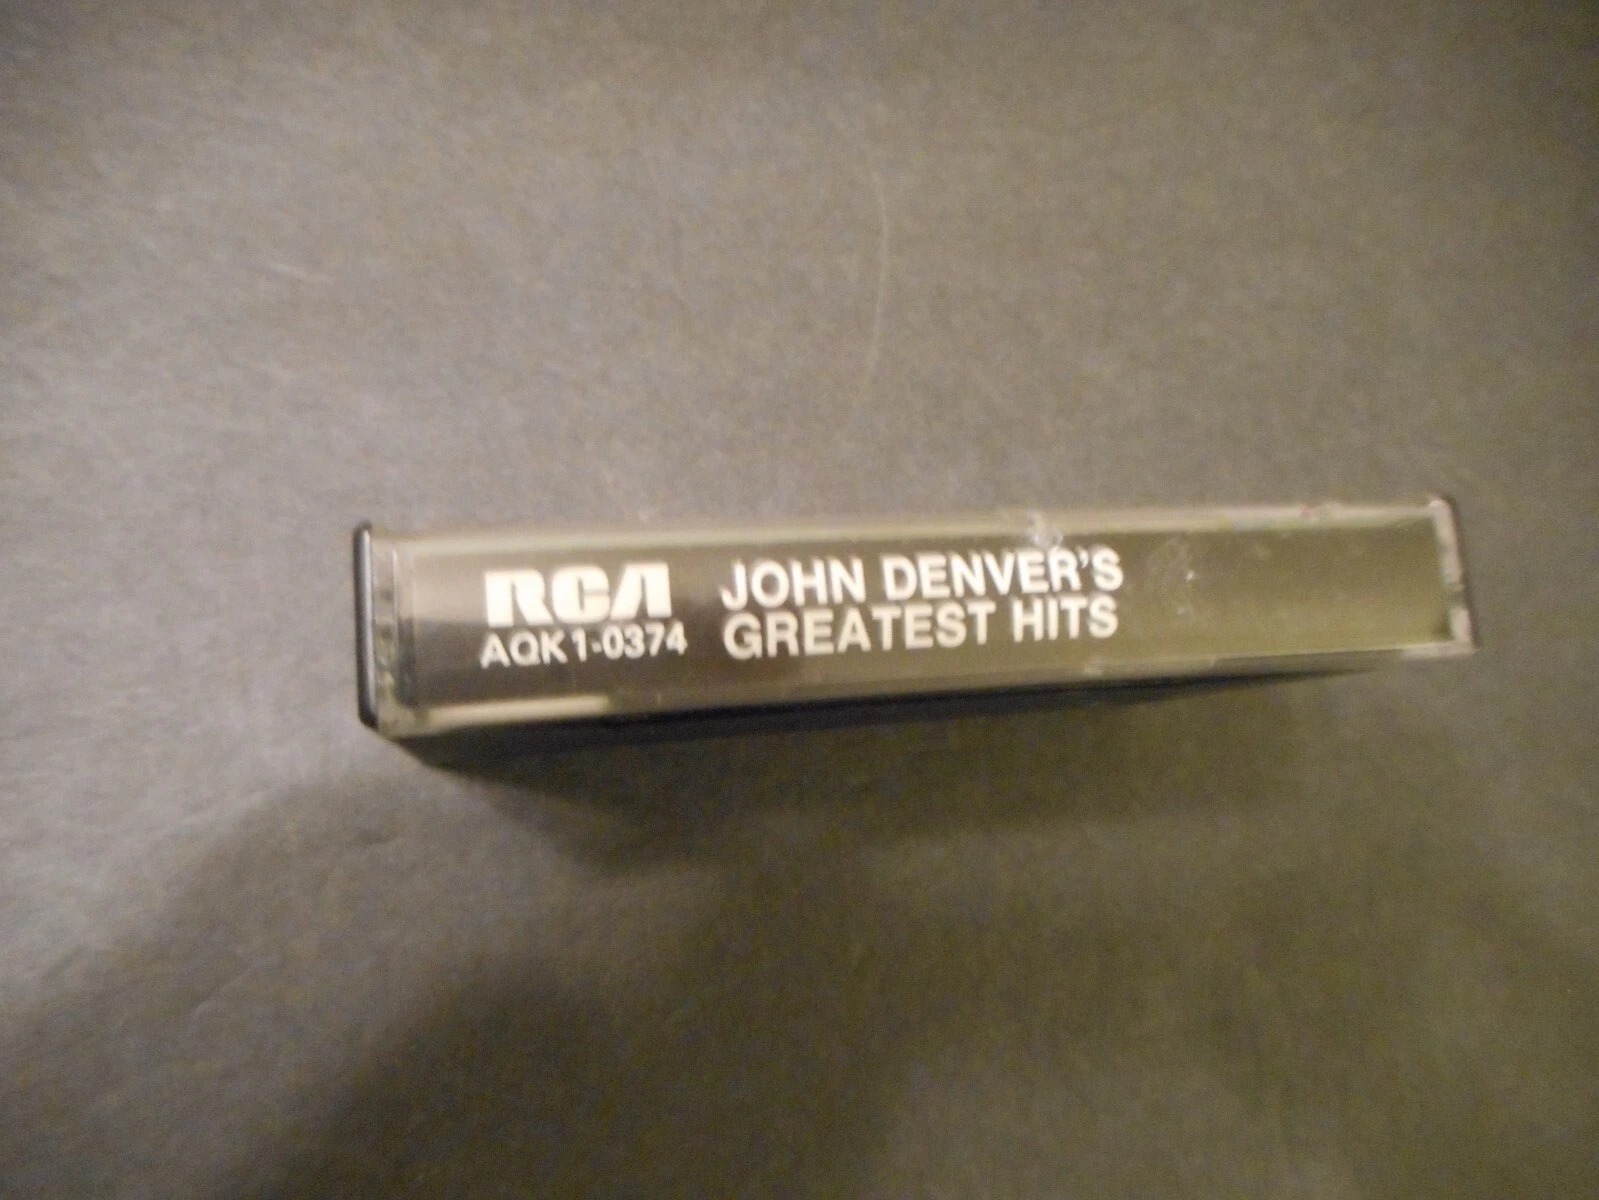 RCA
AQK1-0374
JOHN DENVER'S
GREATEST HITS